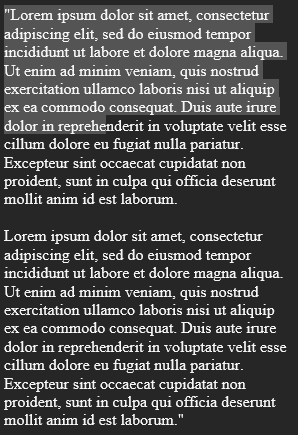 "Lorem ipsum dolor sit amet, consectetur
adipiscing elit, sed do eiusmod tempor
incididunt ut labore et dolore magna aliqua.
"Ut enim ad minim veniam, quis nostrud
exercitation ullamco laboris nisi ut aliquip
ex ea commodo consequat. Duis aute irure
dolor in reprehenderit in voluptate velit esse
cillum dolore eu fugiat nulla pariatur.
Excepteur sint occaecat cupidatat non
proident, sunt in culpa qui officia deserunt
mollit anim id est laborum.

Lorem ipsum dolor sit amet, consectetur
adipiscing elit, sed do eiusmod tempor
incididunt ut labore et dolore magna aliqua.
Ut enim ad minim veniam, quis nostrud
exercitation ullamco laboris nisi ut aliquip
ex ea commodo consequat. Duis aute irure
dolor in reprehenderit in voluptate velit esse
cillum dolore eu fugiat nulla pariatur.
Excepteur sint occaecat cupidatat non
proident, sunt in culpa qui officia deserunt
mollit anim id est laborum."